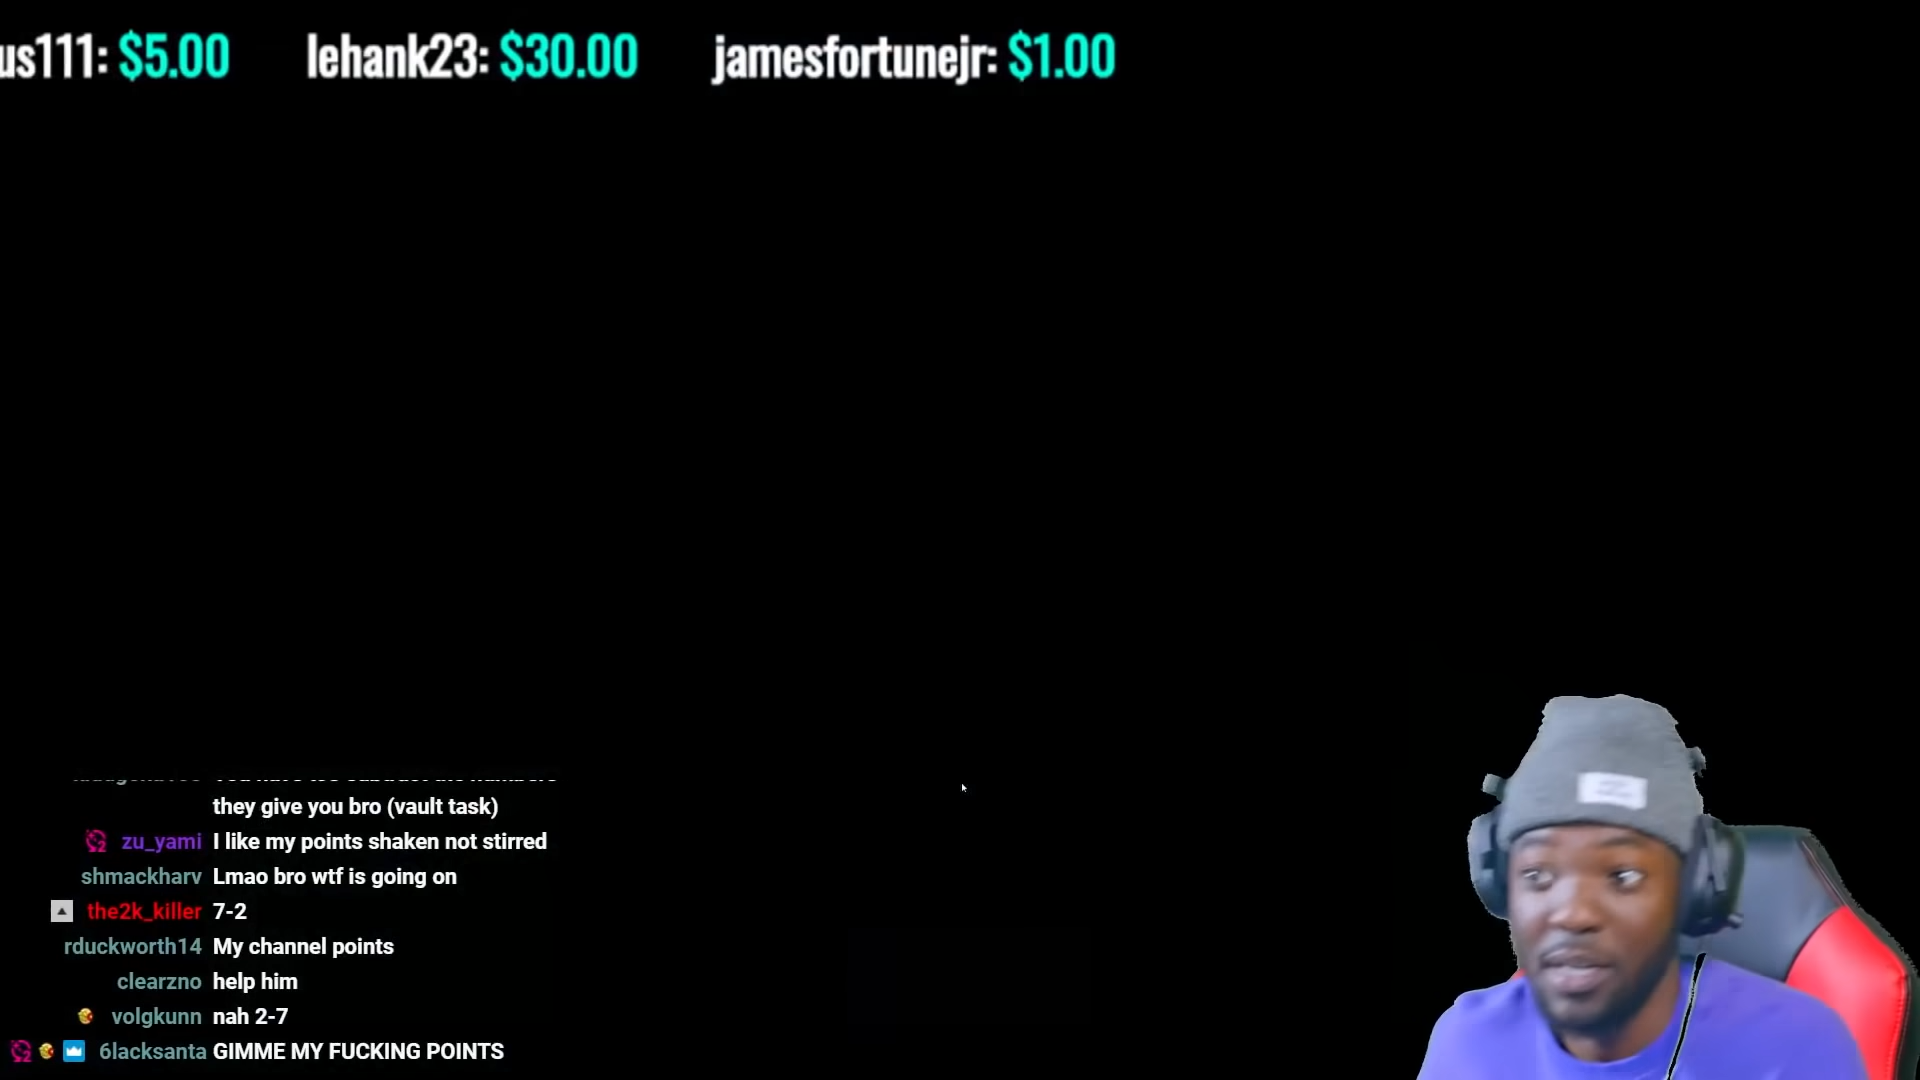 us111: $5.00 lehank23: $30.00 jamesfortunejr: $1.00
they give you bro (vault task)
zu_yami I like my points shaken not stirred
shmackharv Lmao bro wtf is going on
the2k_killer 7-2
rduckworth14 My channel points
clearzno help him
volgkunn nah 2-7
6lacksanta GIMME MY FUCKING POINTS